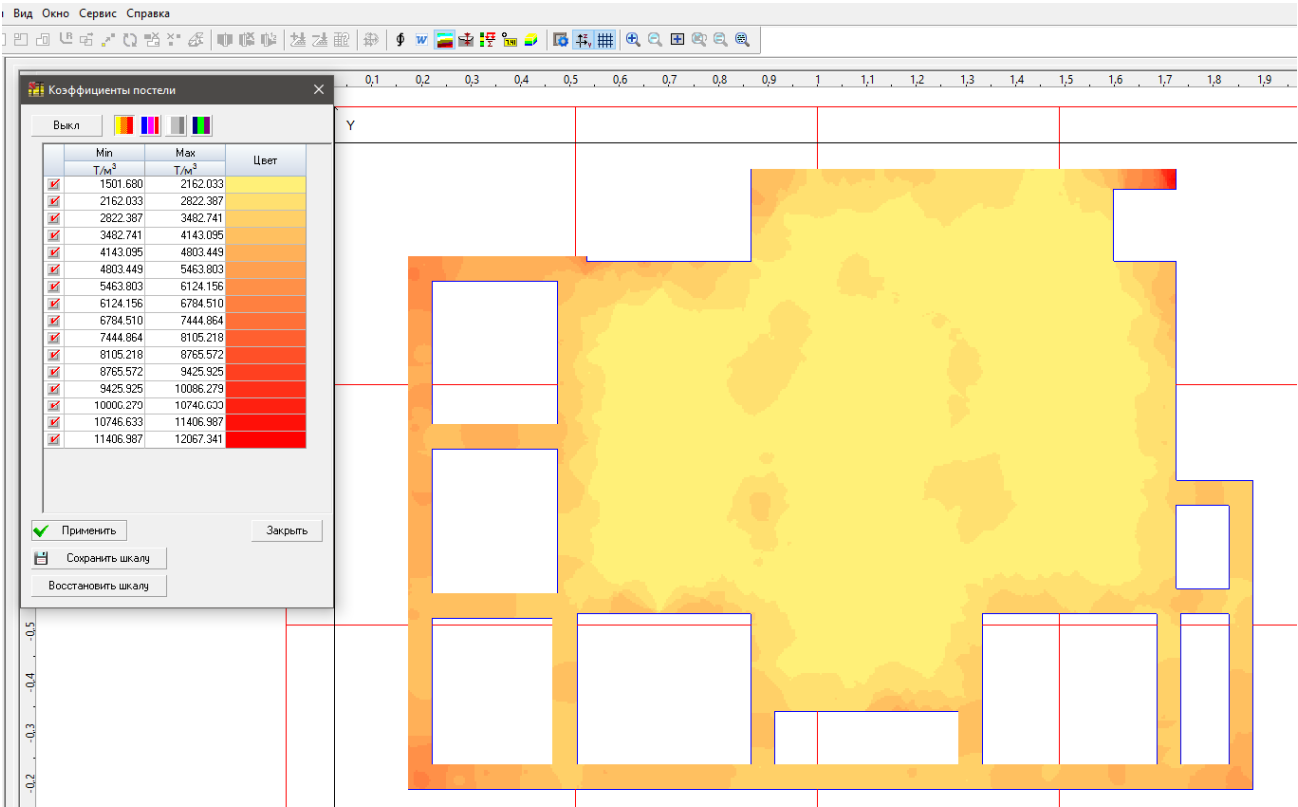 Вид Окно Сервис Справка
0,1 0,2 0,3 0,4 0,5 0,6 0,7 0,8 0,9 1 1,1 1,2 1,3 1,4 1,5 1,6 1,7 1,8 1,9
Коэффициенты постели
Выкл
Y
Min Max Цвет
Т/м³ Т/м³
1501.680 2162.033
2162.033 2822.387
2822.387 3482.741
3482.741 4143.095
4143.095 4803.449
4803.449 5463.803
5463.803 6124.156
6124.156 6784.510
6784.510 7444.864
7444.864 8105.218
8105.218 8765.572
8765.572 9425.925
9425.925 10086.279
10086.279 10746.633
10746.633 11406.987
11406.987 12067.341
Применить Закрыть
Сохранить шкалу
Восстановить шкалу
-0,5
-0,4
-0,3
-0,2